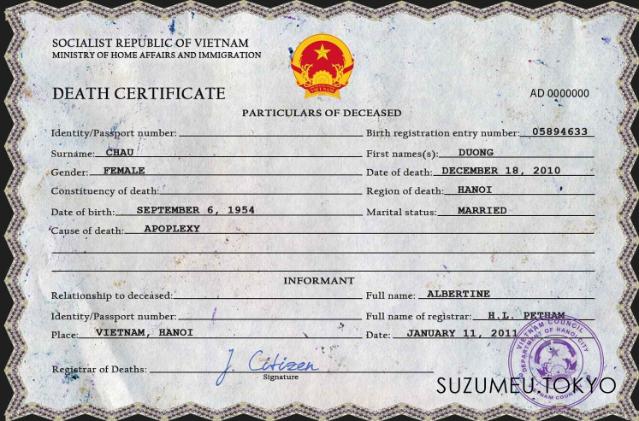 SOCIALIST REPUBLIC OF VIETNAM
MINISTRY OF HOME AFFAIRS AND IMMIGRATION
DEATH CERTIFICATE
AD 0000000
PARTICULARS OF DECEASED
Identity/Passport number: Birth registration entry number: 05894633
Surname: CHAU First names(s): DUONG
Gender: FEMALE Date of death: DECEMBER 18, 2010
Constituency of death: Region of death: HANOI
Date of birth: SEPTEMBER 6, 1954 Marital status: MARRIED
Cause of death: APOPLEXY
INFORMANT
Relationship to deceased: Full name: ALBERTINE
Identity/Passport number: Full name of registrar: H.L. PETHAM
Place: VIETNAM, HANOI Date: JANUARY 11, 2011
Registrar of Deaths: J. Citizen
Signature
VIETNAM COUNCIL
DEPARTMENT OF HANOI CITY
SUZUMEU.TOKYO